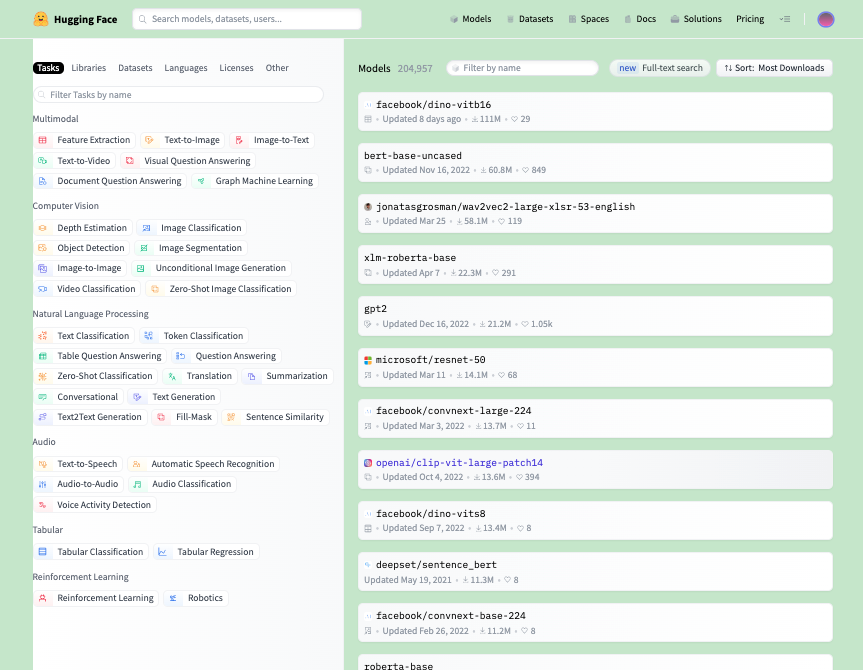 Hugging Face
Search models, datasets, users...
Models
Datasets
Spaces
Docs
Solutions
Pricing
Tasks
Libraries
Datasets
Languages
Licenses
Other
Filter Tasks by name
Multimodal
Feature Extraction
Text-to-Image
Image-to-Text
Text-to-Video
Visual Question Answering
Document Question Answering
Graph Machine Learning
Computer Vision
Depth Estimation
Image Classification
Object Detection
Image Segmentation
Image-to-Image
Unconditional Image Generation
Video Classification
Zero-Shot Image Classification
Natural Language Processing
Text Classification
Token Classification
Table Question Answering
Question Answering
Zero-Shot Classification
Translation
Summarization
Conversational
Text Generation
Text2Text Generation
Fill-Mask
Sentence Similarity
Audio
Text-to-Speech
Automatic Speech Recognition
Audio-to-Audio
Audio Classification
Voice Activity Detection
Tabular
Tabular Classification
Tabular Regression
Reinforcement Learning
Reinforcement Learning
Robotics
Models 204,957
Filter by name
new Full-text search
Sort: Most Downloads
facebook/dino-vitb16
Updated 8 days ago • 111M • 29
bert-base-uncased
Updated Nov 16, 2022 • 60.8M • 849
jonatasgrosman/wav2vec2-large-xlsr-53-english
Updated Mar 25 • 58.1M • 119
xlm-roberta-base
Updated Apr 7 • 22.3M • 291
gpt2
Updated Dec 16, 2022 • 21.2M • 1.05k
microsoft/resnet-50
Updated Mar 11 • 14.1M • 68
facebook/convnext-large-224
Updated Mar 3, 2022 • 13.7M • 11
openai/clip-vit-large-patch14
Updated Oct 4, 2022 • 13.6M • 394
facebook/dino-vits8
Updated Sep 7, 2022 • 13.4M • 8
deepset/sentence_bert
Updated May 19, 2021 • 11.3M • 8
facebook/convnext-base-224
Updated Feb 26, 2022 • 11.2M • 8
roberta-base